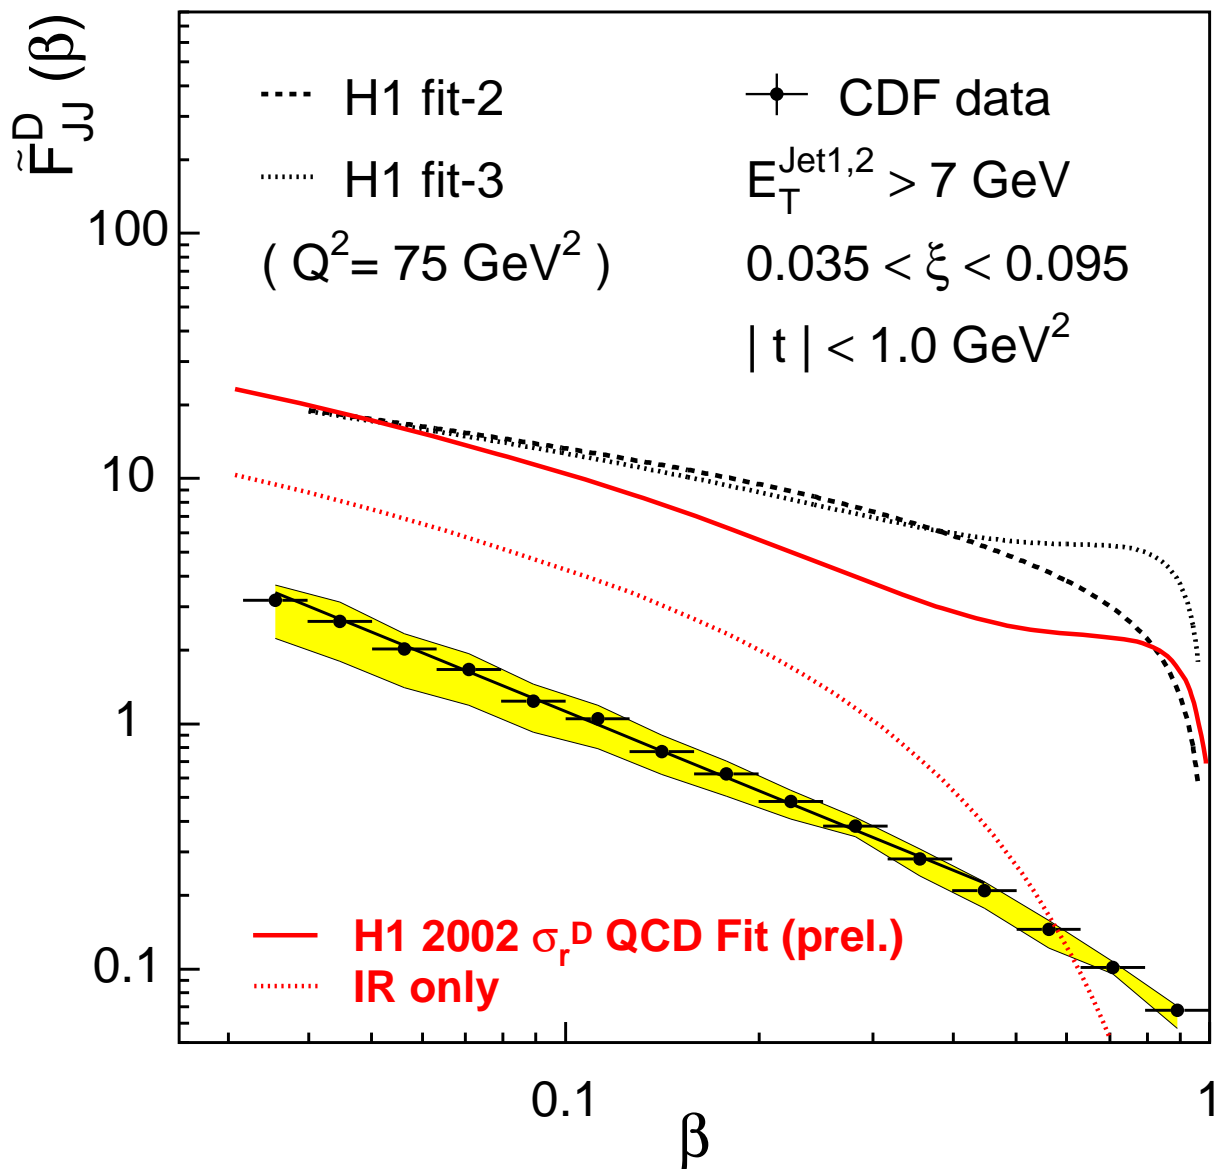 F̃ᴰ_JJ (β)
H1 fit-2
H1 fit-3
( Q²= 75 GeV² )
CDF data
E_T^Jet1,2 > 7 GeV
0.035 < ξ < 0.095
| t | < 1.0 GeV²
100
10
1
0.1
H1 2002 σ_r^D QCD Fit (prel.)
IR only
0.1
1
β